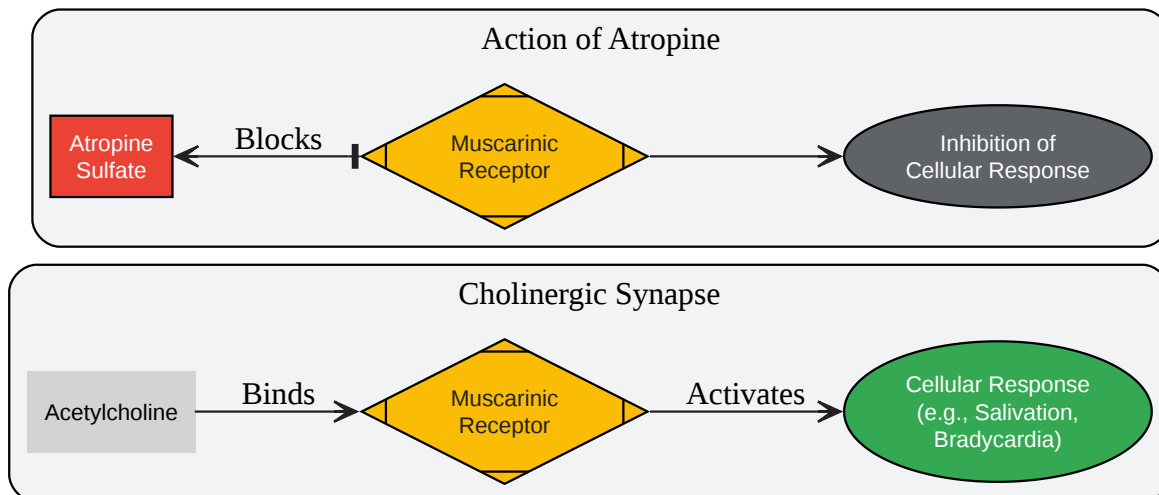 Action of Atropine
Atropine
Sulfate
Blocks
Muscarinic
Receptor
Inhibition of
Cellular Response
Cholinergic Synapse
Acetylcholine
Binds
Muscarinic
Receptor
Activates
Cellular Response
(e.g., Salivation,
Bradycardia)